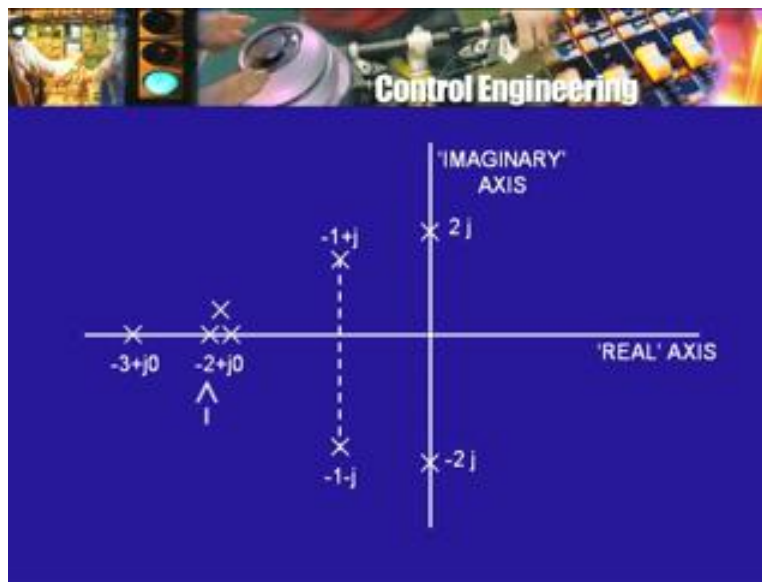 Control Engineering
'IMAGINARY'
AXIS
-1+j
2 j
'REAL' AXIS
-3+j0
-2+j0
-1-j
-2 j